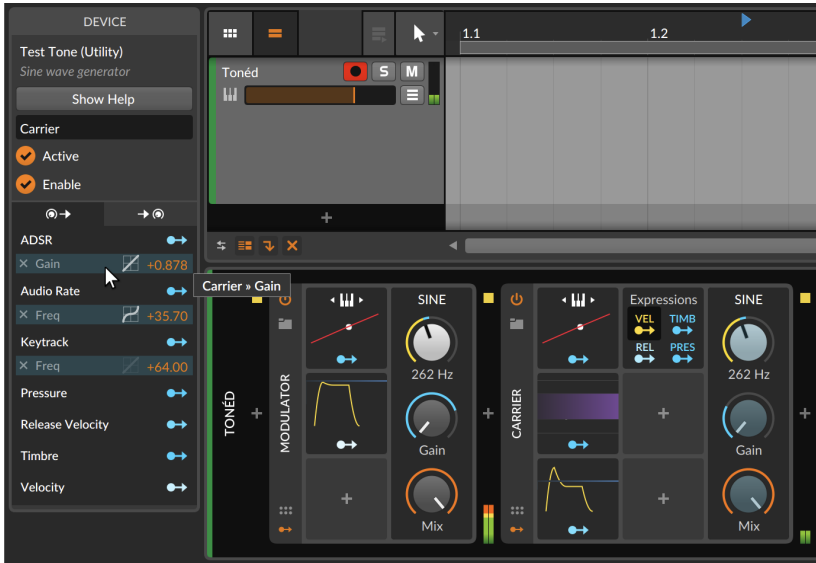 DEVICE
Test Tone (Utility)
Sine wave generator
Show Help
Carrier
Active
Enable
ADSR
Gain
+0.878
Audio Rate
Freq
+35.70
Keytrack
Freq
+64.00
Pressure
Release Velocity
Timbre
Velocity
1.1
1.2
Tonéd
S
M
Carrier » Gain
TONÉD
MODULATOR
SINE
262 Hz
Gain
Mix
CARRIER
Expressions
VEL
TIMB
REL
PRES
SINE
262 Hz
Gain
Mix